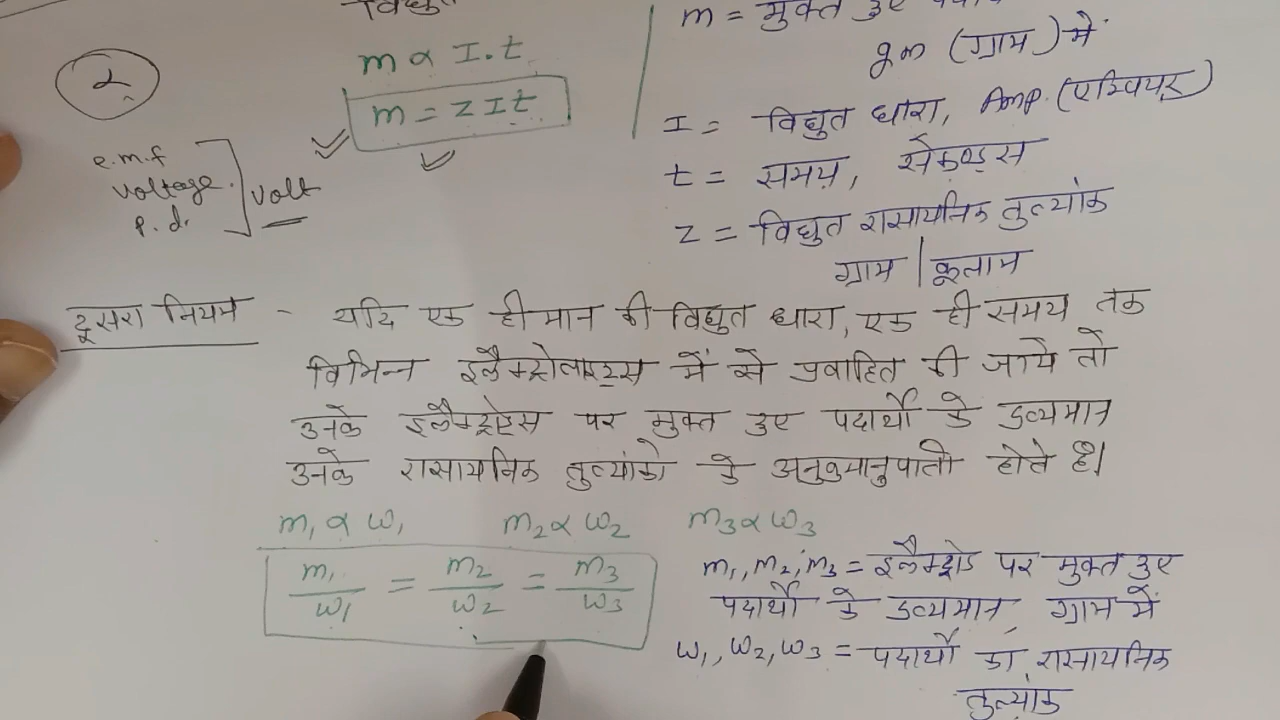 विद्युत
m ∝ I.t
m = ZIt
2
e.m.f
voltage
p.d.
volt
m = मुक्त हुए
gm (ग्राम) में
I = विद्युत धारा, Amp. (एम्पियर)
t = समय, सेकण्ड्स
Z = विद्युत रासायनिक तुल्यांक
ग्राम | कूलाम
दूसरा नियम - यदि एक ही मान की विद्युत धारा, एक ही समय तक
विभिन्न इलैक्ट्रोलाइट्स में से प्रवाहित की जाये तो
उनके इलैक्ट्रोड्स पर मुक्त हुए पदार्थों के द्रव्यमान
उनके रासायनिक तुल्यांकों के अनुक्रमानुपाती होते है।
m₁ ∝ w₁ m₂ ∝ w₂ m₃ ∝ w₃
m₁/w₁ = m₂/w₂ = m₃/w₃
m₁, m₂, m₃ = इलैक्ट्रोड पर मुक्त हुए
पदार्थों के द्रव्यमान, ग्राम में
w₁, w₂, w₃ = पदार्थों का रासायनिक
तुल्यांक